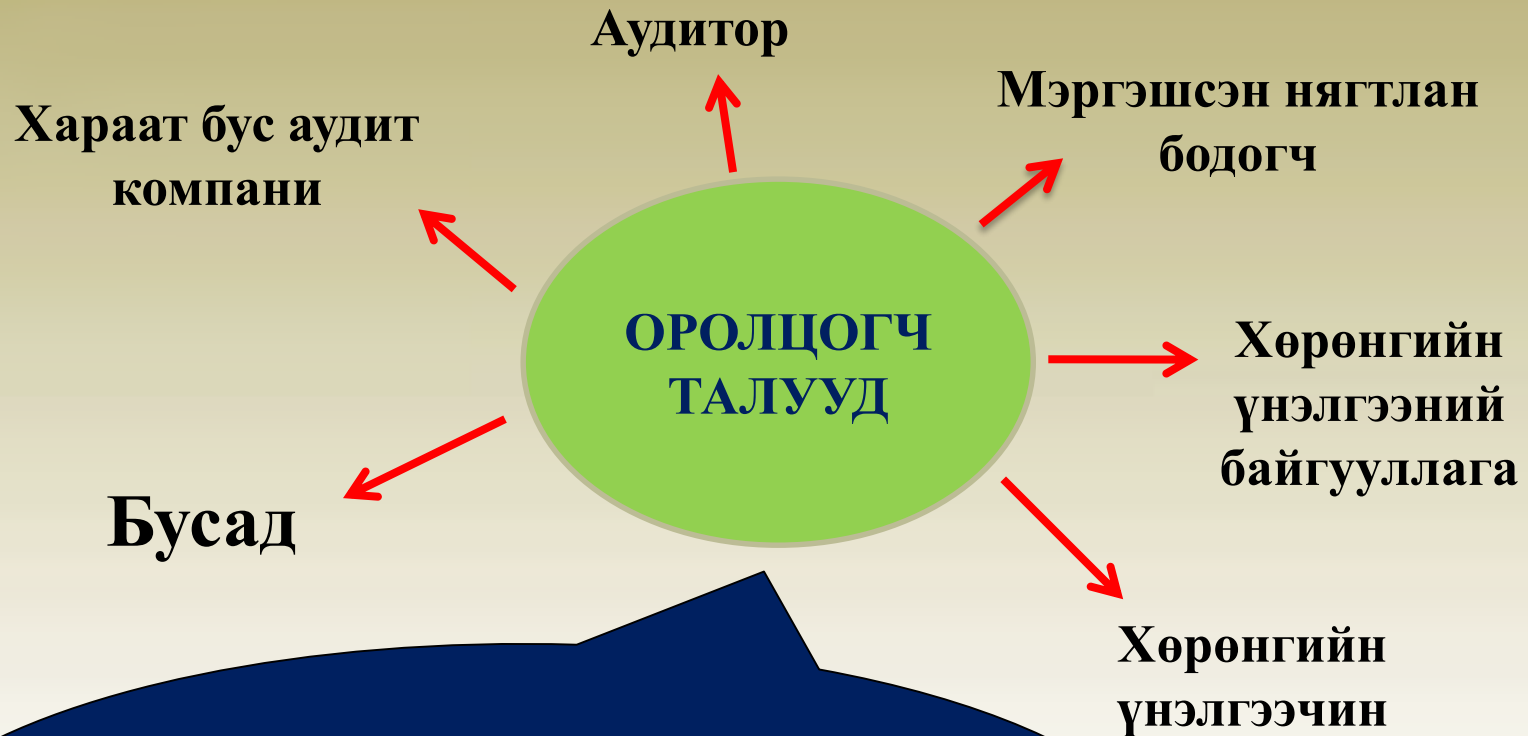 Аудитор
Мэргэшсэн нягтлан
бодогч
Хараат бус аудит
компани
ОРОЛЦОГЧ
ТАЛУУД
Хөрөнгийн
үнэлгээний
байгууллага
Бусад
Хөрөнгийн
үнэлгээчин